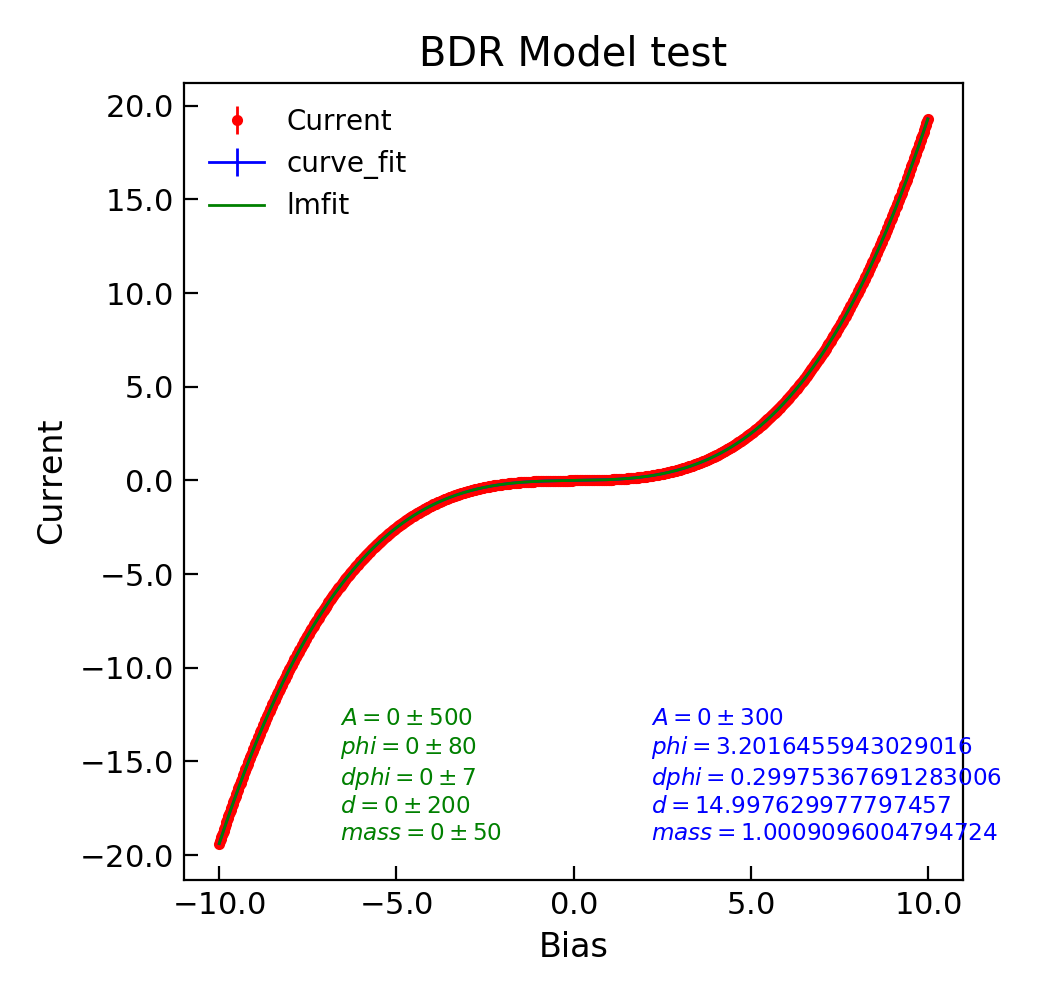 BDR Model test
Current
curve_fit
lmfit
20.0
15.0
10.0
5.0
0.0
−5.0
−10.0
−15.0
−20.0
Current
A = 0 ± 500
phi = 0 ± 80
dphi = 0 ± 7
d = 0 ± 200
mass = 0 ± 50
A = 0 ± 300
phi = 3.2016455943029016
dphi = 0.29975367691283006
d = 14.997629977797457
mass = 1.0009096004794724
−10.0 −5.0 0.0 5.0 10.0
Bias